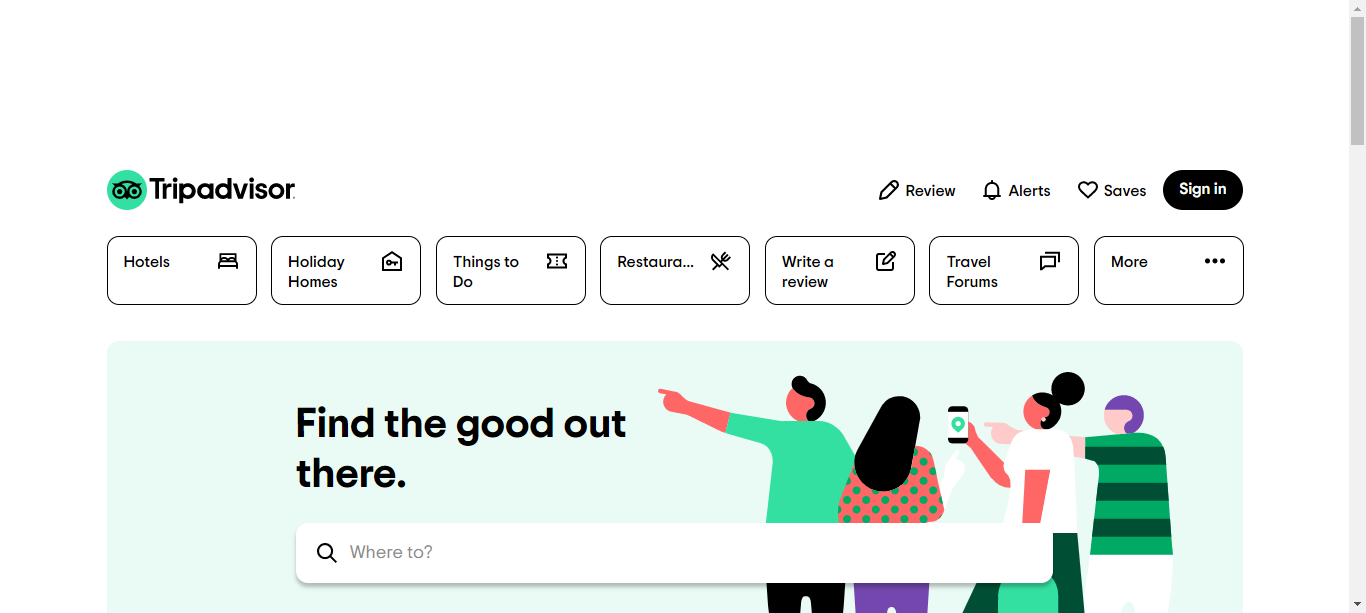 Tripadvisor
Review
Alerts
Saves
Sign in
Hotels
Holiday
Homes
Things to
Do
Restaura...
Write a
review
Travel
Forums
More
Find the good out
there.
Where to?